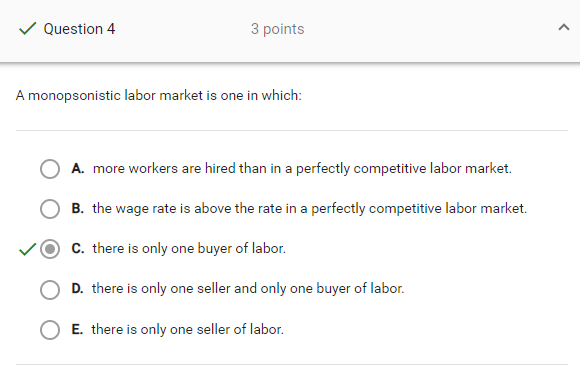 Question 4 3 points
A monopsonistic labor market is one in which:
A. more workers are hired than in a perfectly competitive labor market.
B. the wage rate is above the rate in a perfectly competitive labor market.
C. there is only one buyer of labor.
D. there is only one seller and only one buyer of labor.
E. there is only one seller of labor.